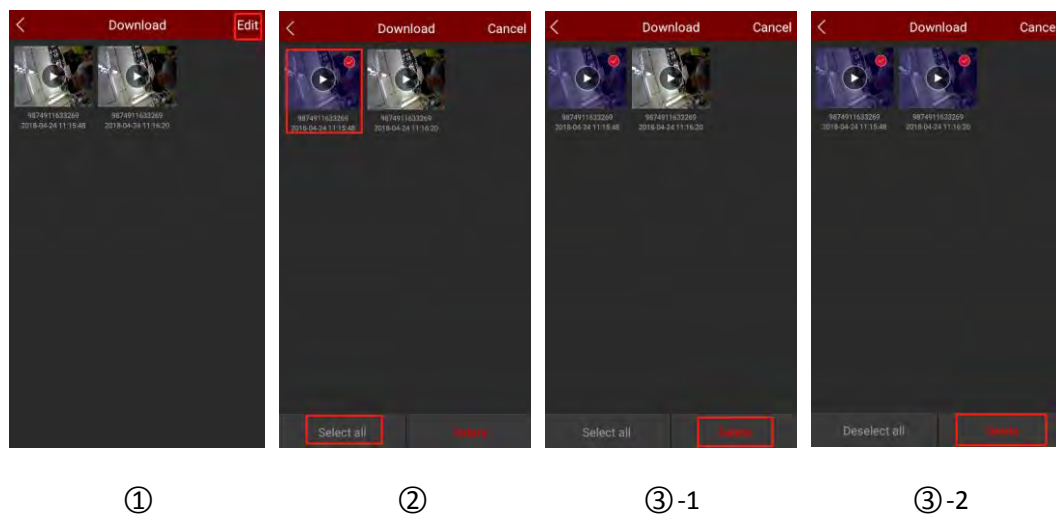 Download Edit
9874911633269 9874911633269
2018-04-24 11:15:48 2018-04-24 11:16:20
①
Download Cancel
9874911633269 9874911633269
2018-04-24 11:15:48 2018-04-24 11:16:20
Select all Delete
②
Download Cancel
9874911633269 9874911633269
2018-04-24 11:15:48 2018-04-24 11:16:20
Select all Delete
③-1
Download Cance
9874911633269 9874911633269
2018-04-24 11:15:48 2018-04-24 11:16:20
Deselect all Delete
③-2